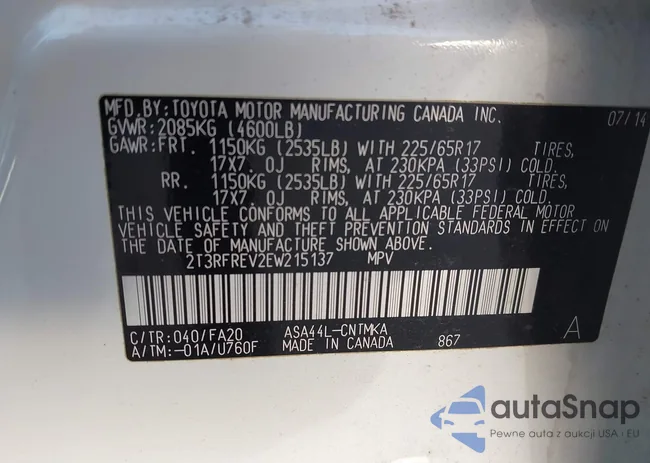 MFD. BY: TOYOTA MOTOR MANUFACTURING CANADA INC. 07/14
GVWR: 2085KG (4600LB)
GAWR: FRT. 1150KG (2535LB) WITH 225/65R17 TIRES,
17X7. 0J RIMS, AT 230KPA (33PSI) COLD.
RR. 1150KG (2535LB) WITH 225/65R17 TIRES,
17X7. 0J RIMS, AT 230KPA (33PSI) COLD.
THIS VEHICLE CONFORMS TO ALL APPLICABLE FEDERAL MOTOR
VEHICLE SAFETY AND THEFT PREVENTION STANDARDS IN EFFECT ON
THE DATE OF MANUFACTURE SHOWN ABOVE.
2T3RFREV2EW215137 MPV
C/TR: 040/FA20 ASA44L-CNTMKA A
A/TM: -01A/U760F MADE IN CANADA 867
autaSnap
Pewne auta z aukcji USA i EU